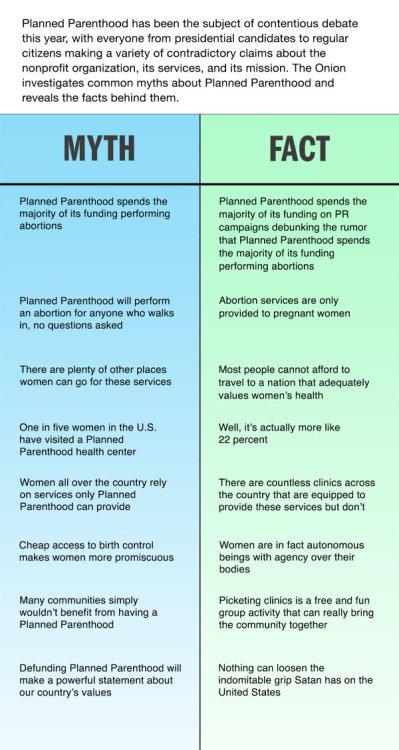 Planned Parenthood has been the subject of contentious debate
this year, with everyone from presidential candidates to regular
citizens making a variety of contradictory claims about the
nonprofit organization, its services, and its mission. The Onion
investigates common myths about Planned Parenthood and
reveals the facts behind them.
MYTH
FACT
Planned Parenthood spends the
majority of its funding performing
abortions
Planned Parenthood spends the
majority of its funding on PR
campaigns debunking the rumor
that Planned Parenthood spends
the majority of its funding
performing abortions
Planned Parenthood will perform
an abortion for anyone who walks
in, no questions asked
Abortion services are only
provided to pregnant women
There are plenty of other places
women can go for these services
Most people cannot afford to
travel to a nation that adequately
values women's health
One in five women in the U.S.
have visited a Planned
Parenthood health center
Well, it's actually more like
22 percent
Women all over the country rely
on services only Planned
Parenthood can provide
There are countless clinics across
the country that are equipped to
provide these services but don't
Cheap access to birth control
makes women more promiscuous
Women are in fact autonomous
beings with agency over their
bodies
Many communities simply
wouldn't benefit from having a
Planned Parenthood
Picketing clinics is a free and fun
group activity that can really bring
the community together
Defunding Planned Parenthood will
make a powerful statement about
our country's values
Nothing can loosen the
indomitable grip Satan has on the
United States